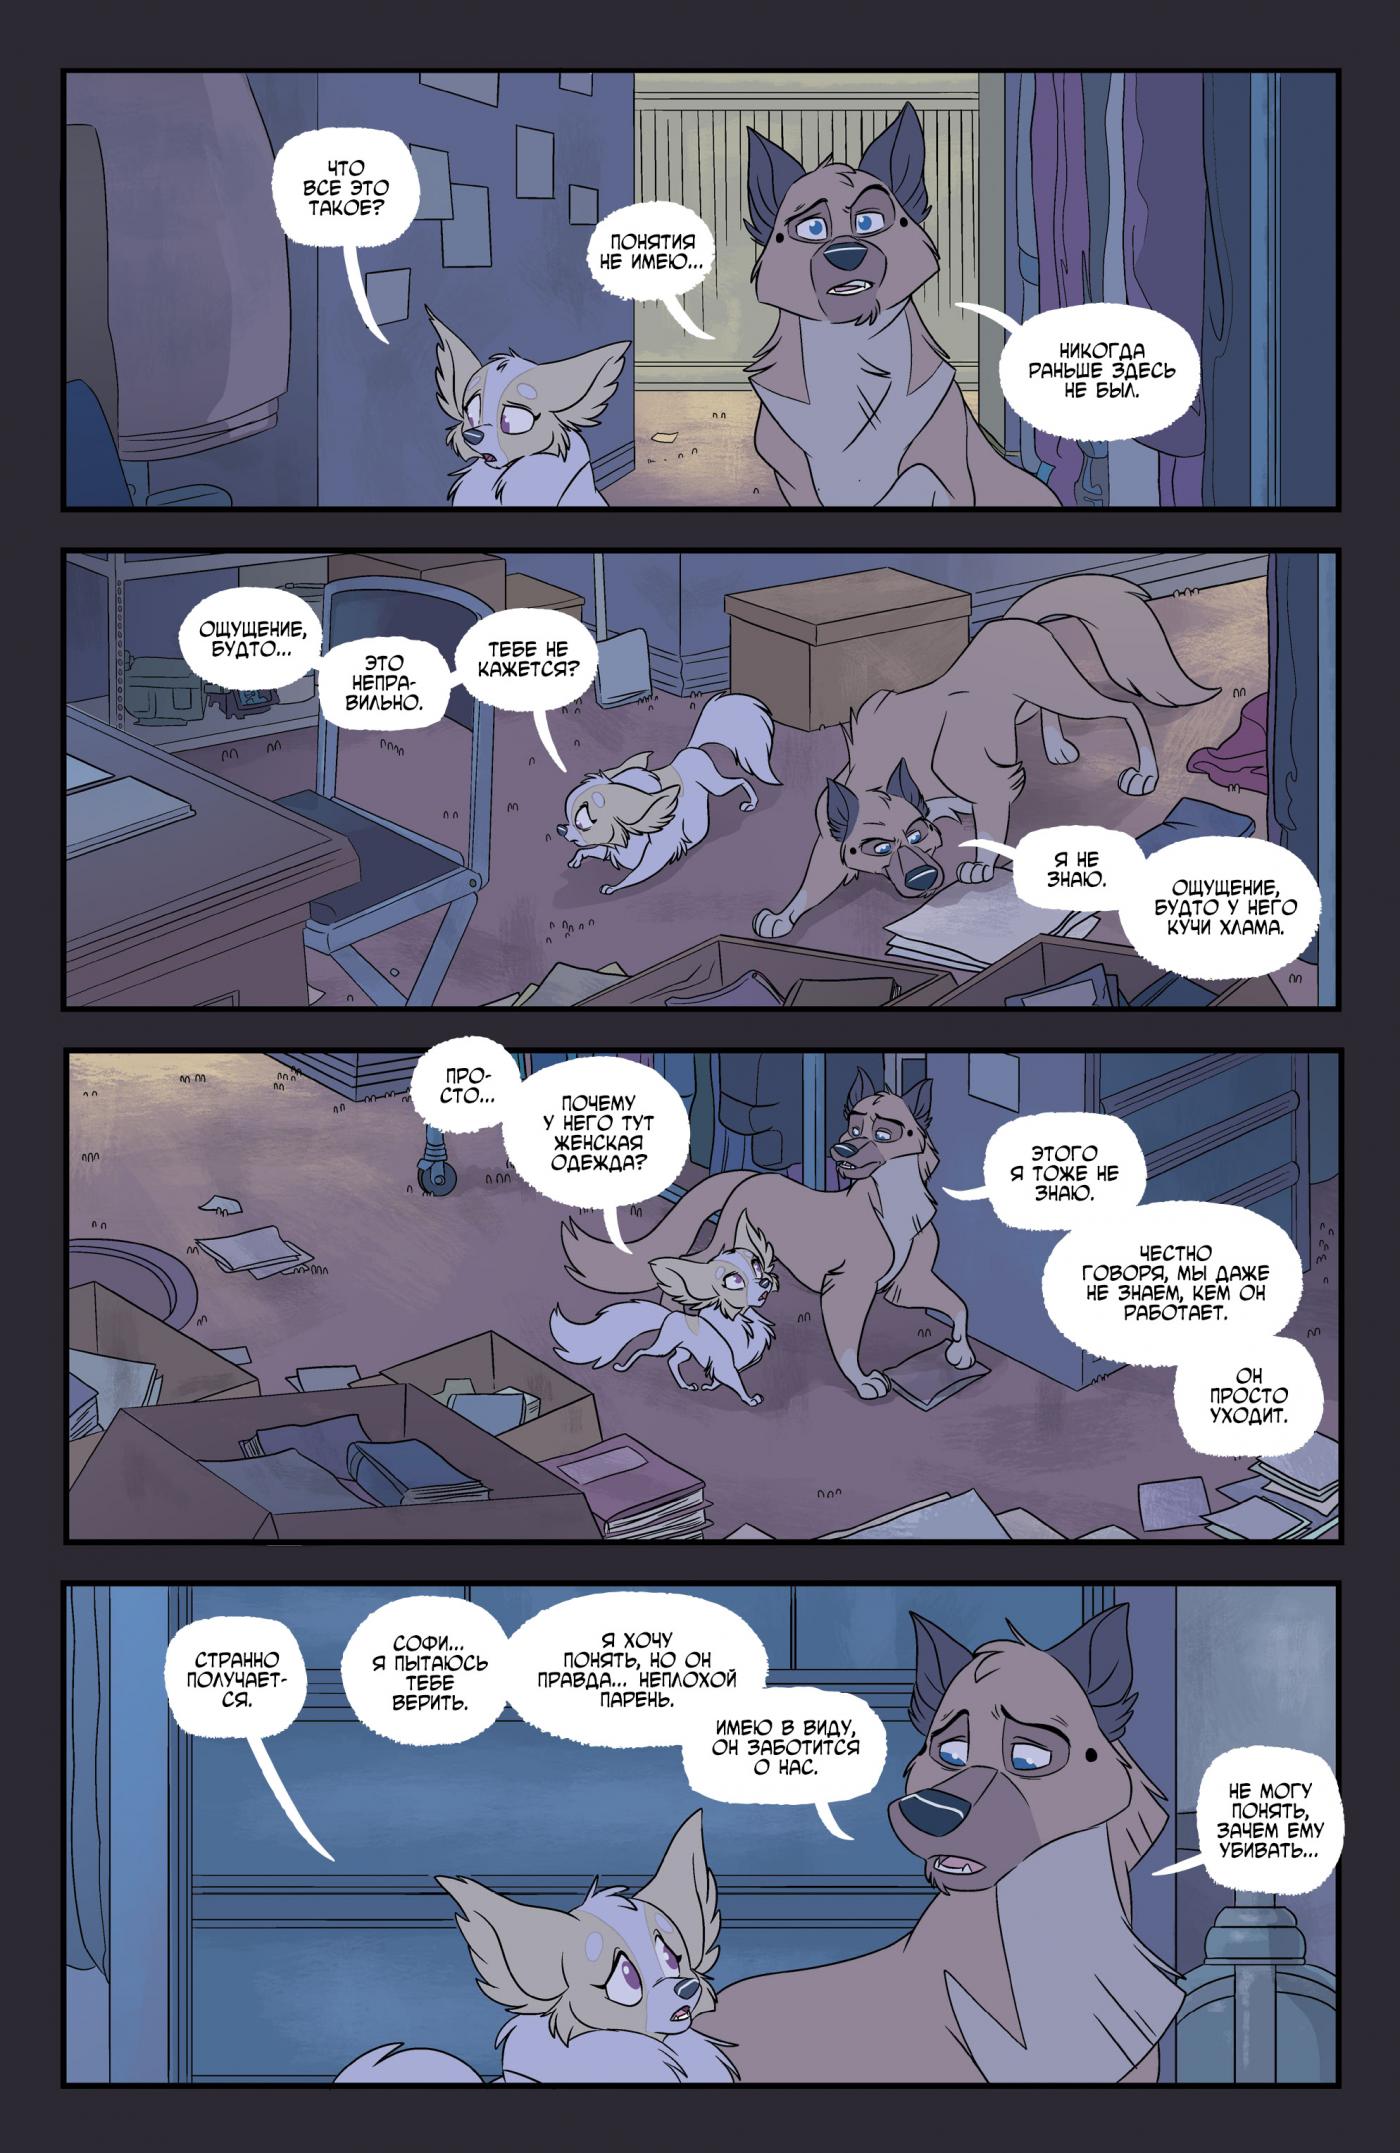 ЧТО
ВСЕ ЭТО
ТАКОЕ?
ПОНЯТИЯ
НЕ ИМЕЮ...
НИКОГДА
РАНЬШЕ ЗДЕСЬ
НЕ БЫЛ.
ОЩУЩЕНИЕ,
БУДТО...
ЭТО
НЕПРА-
ВИЛЬНО.
ТЕБЕ НЕ
КАЖЕТСЯ?
Я НЕ
ЗНАЮ.
ОЩУЩЕНИЕ,
БУДТО У НЕГО
КУЧИ ХЛАМА.
ПРО-
СТО...
ПОЧЕМУ
У НЕГО ТУТ
ЖЕНСКАЯ
ОДЕЖДА?
ЭТОГО
Я ТОЖЕ НЕ
ЗНАЮ.
ЧЕСТНО
ГОВОРЯ, МЫ ДАЖЕ
НЕ ЗНАЕМ, КЕМ ОН
РАБОТАЕТ.
ОН
ПРОСТО
УХОДИТ.
СТРАННО
ПОЛУЧАЕТ-
СЯ.
СОФИ...
Я ПЫТАЮСЬ
ТЕБЕ
ВЕРИТЬ.
Я ХОЧУ
ПОНЯТЬ, НО ОН
ПРАВДА... НЕПЛОХОЙ
ПАРЕНЬ.
ИМЕЮ В ВИДУ,
ОН ЗАБОТИТСЯ
О НАС.
НЕ МОГУ
ПОНЯТЬ,
ЗАЧЕМ ЕМУ
УБИВАТЬ...